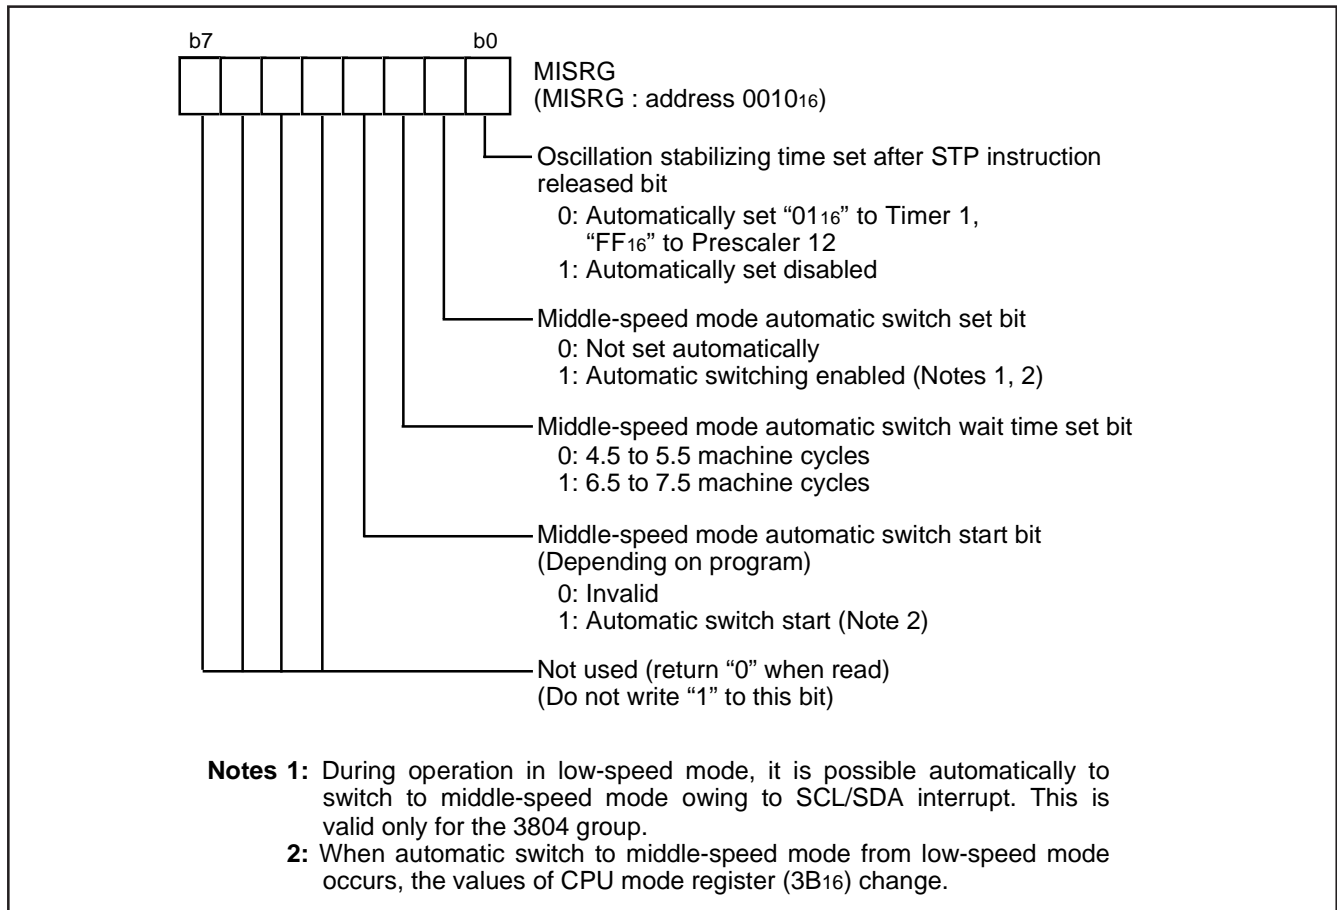 b7 b0
MISRG
(MISRG : address 001016)
Oscillation stabilizing time set after STP instruction
released bit
0: Automatically set “0116” to Timer 1,
“FF16” to Prescaler 12
1: Automatically set disabled
Middle-speed mode automatic switch set bit
0: Not set automatically
1: Automatic switching enabled (Notes 1, 2)
Middle-speed mode automatic switch wait time set bit
0: 4.5 to 5.5 machine cycles
1: 6.5 to 7.5 machine cycles
Middle-speed mode automatic switch start bit
(Depending on program)
0: Invalid
1: Automatic switch start (Note 2)
Not used (return “0” when read)
(Do not write “1” to this bit)
Notes 1: During operation in low-speed mode, it is possible automatically to
switch to middle-speed mode owing to SCL/SDA interrupt. This is
valid only for the 3804 group.
2: When automatic switch to middle-speed mode from low-speed mode
occurs, the values of CPU mode register (3B16) change.